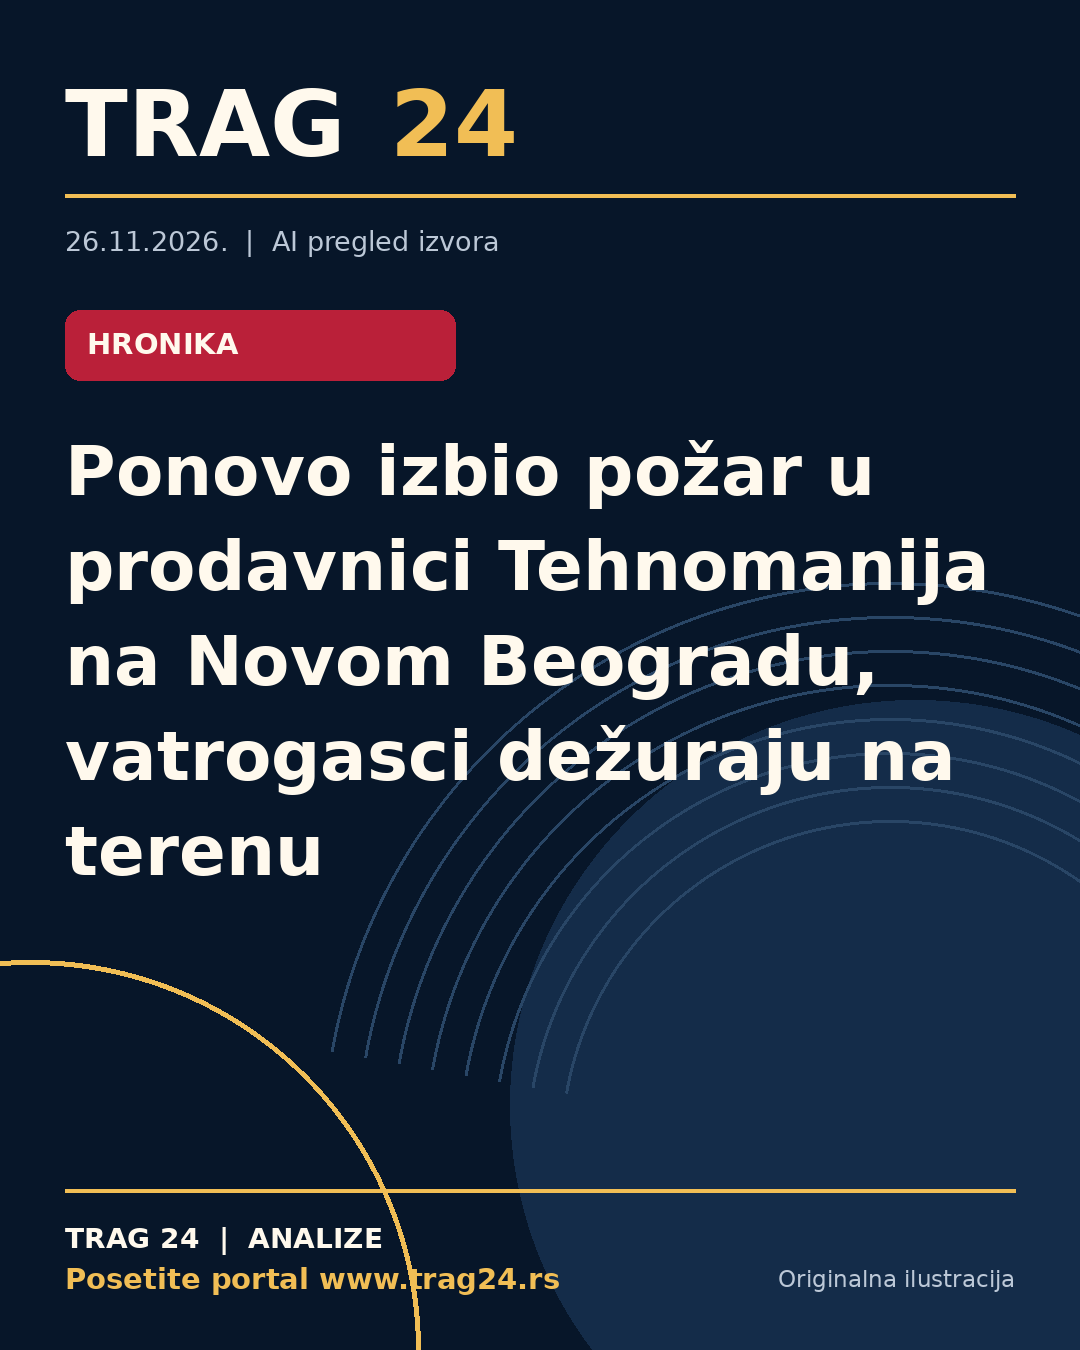 TRAG 24
26.11.2026. | AI pregled izvora
HRONIKA
Ponovo izbio požar u
prodavnici Tehnomanija
na Novom Beogradu,
vatrogasci dežuraju na
terenu
TRAG 24 | ANALIZE
Posetite portal www.trag24.rs
Originalna ilustracija